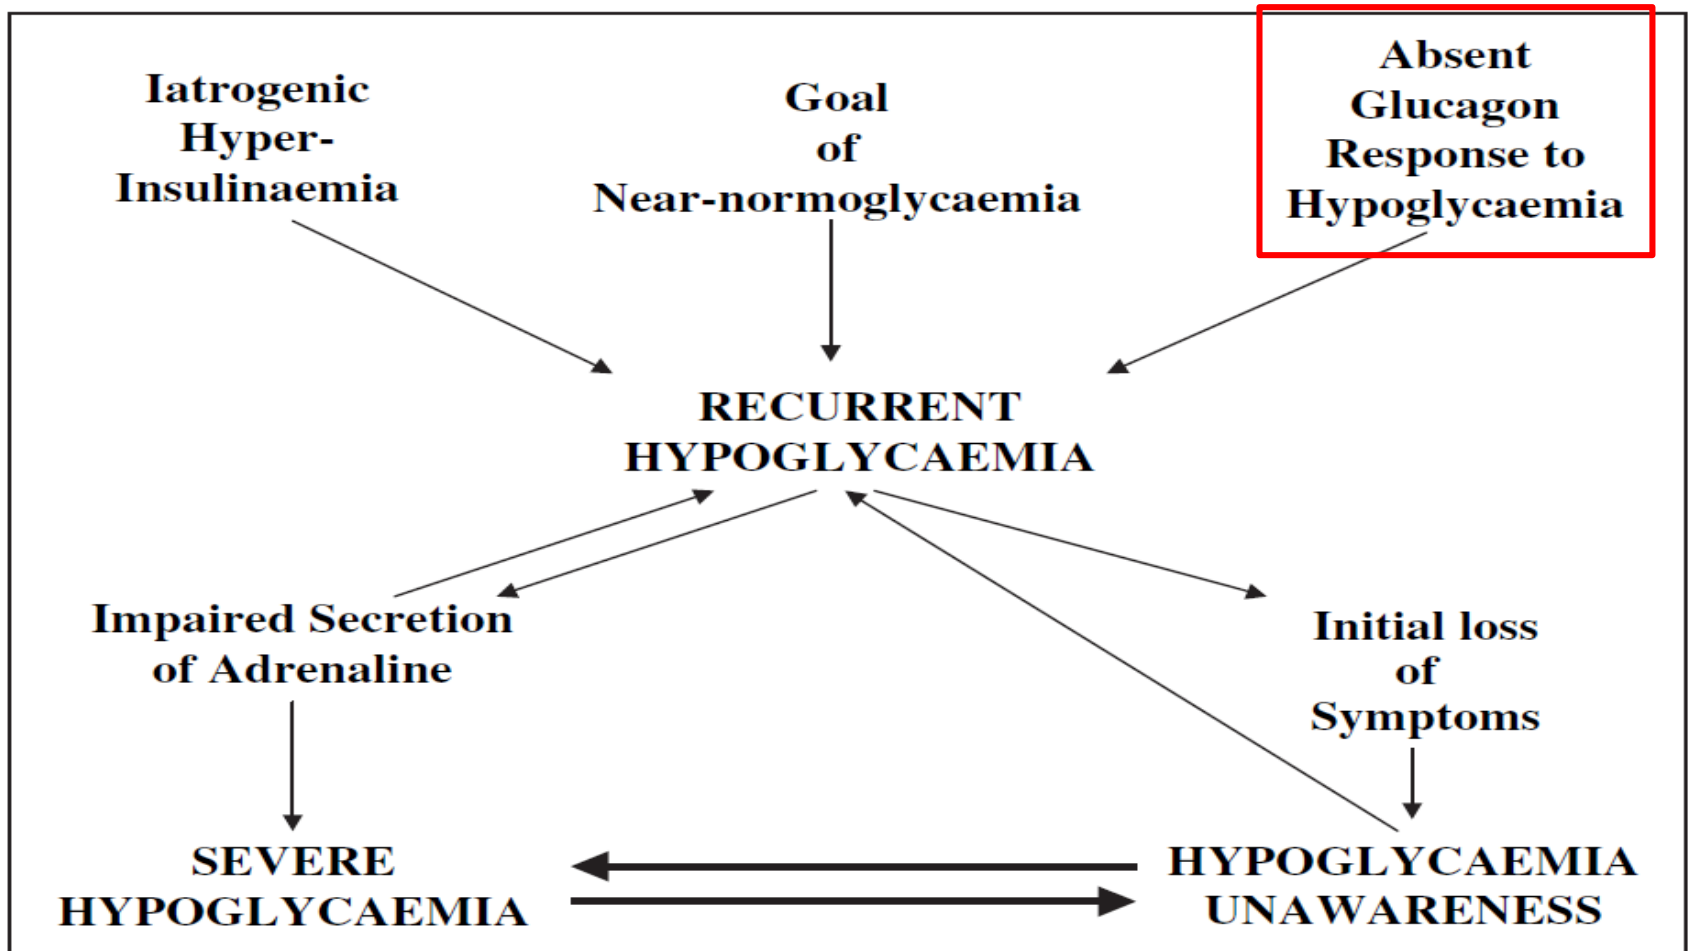 Iatrogenic
Hyper-
Insulinaemia
Goal
of
Near-normoglycaemia
Absent
Glucagon
Response to
Hypoglycaemia
RECURRENT
HYPOGLYCAEMIA
Impaired Secretion
of Adrenaline
Initial loss
of
Symptoms
SEVERE
HYPOGLYCAEMIA
HYPOGLYCAEMIA
UNAWARENESS